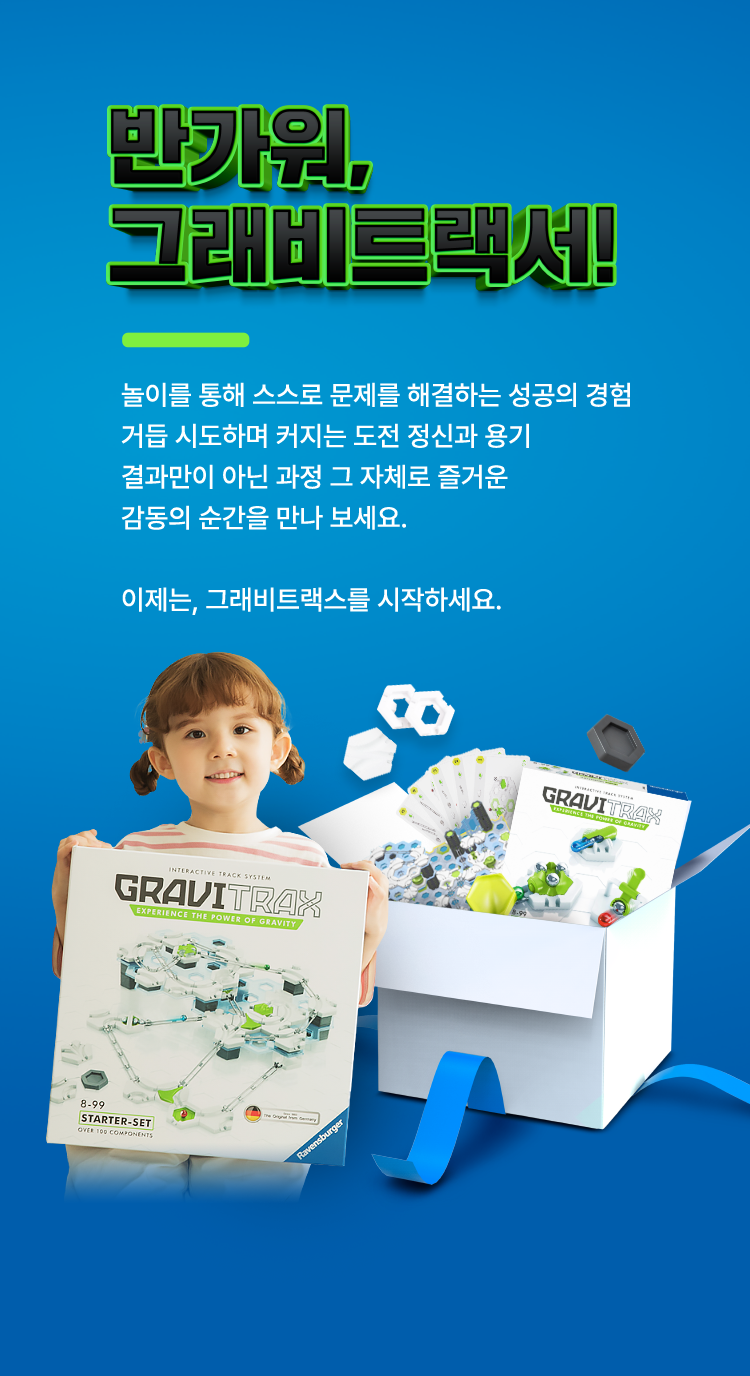 반가워,
그래비트랙서!
놀이를 통해 스스로 문제를 해결하는 성공의 경험
거듭 시도하며 커지는 도전 정신과 용기
결과만이 아닌 과정 그 자체로 즐거운
감동의 순간을 만나 보세요.
이제는, 그래비트랙스를 시작하세요.
INTERACTIVE TRACK SYSTEM
GRAVITRAX
EXPERIENCE THE POWER OF GRAVITY
INTERACTIVE TRACK SYSTEM
GRAVITRAX
EXPERIENCE THE POWER OF GRAVITY
8-99
8-99
STARTER-SET
OVER 100 COMPONENTS
The Original from Germany
Ravensburger